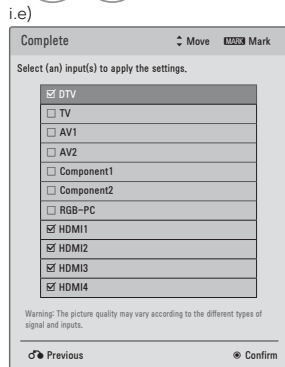 i.e)
Complete Move MARK Mark
Select (an) input(s) to apply the settings.
☑ DTV
☐ TV
☐ AV1
☐ AV2
☐ Component1
☐ Component2
☐ RGB-PC
☑ HDMI1
☑ HDMI2
☑ HDMI3
☑ HDMI4
Warning: The picture quality may vary according to the different types of
signal and inputs.
Previous ◉ Confirm